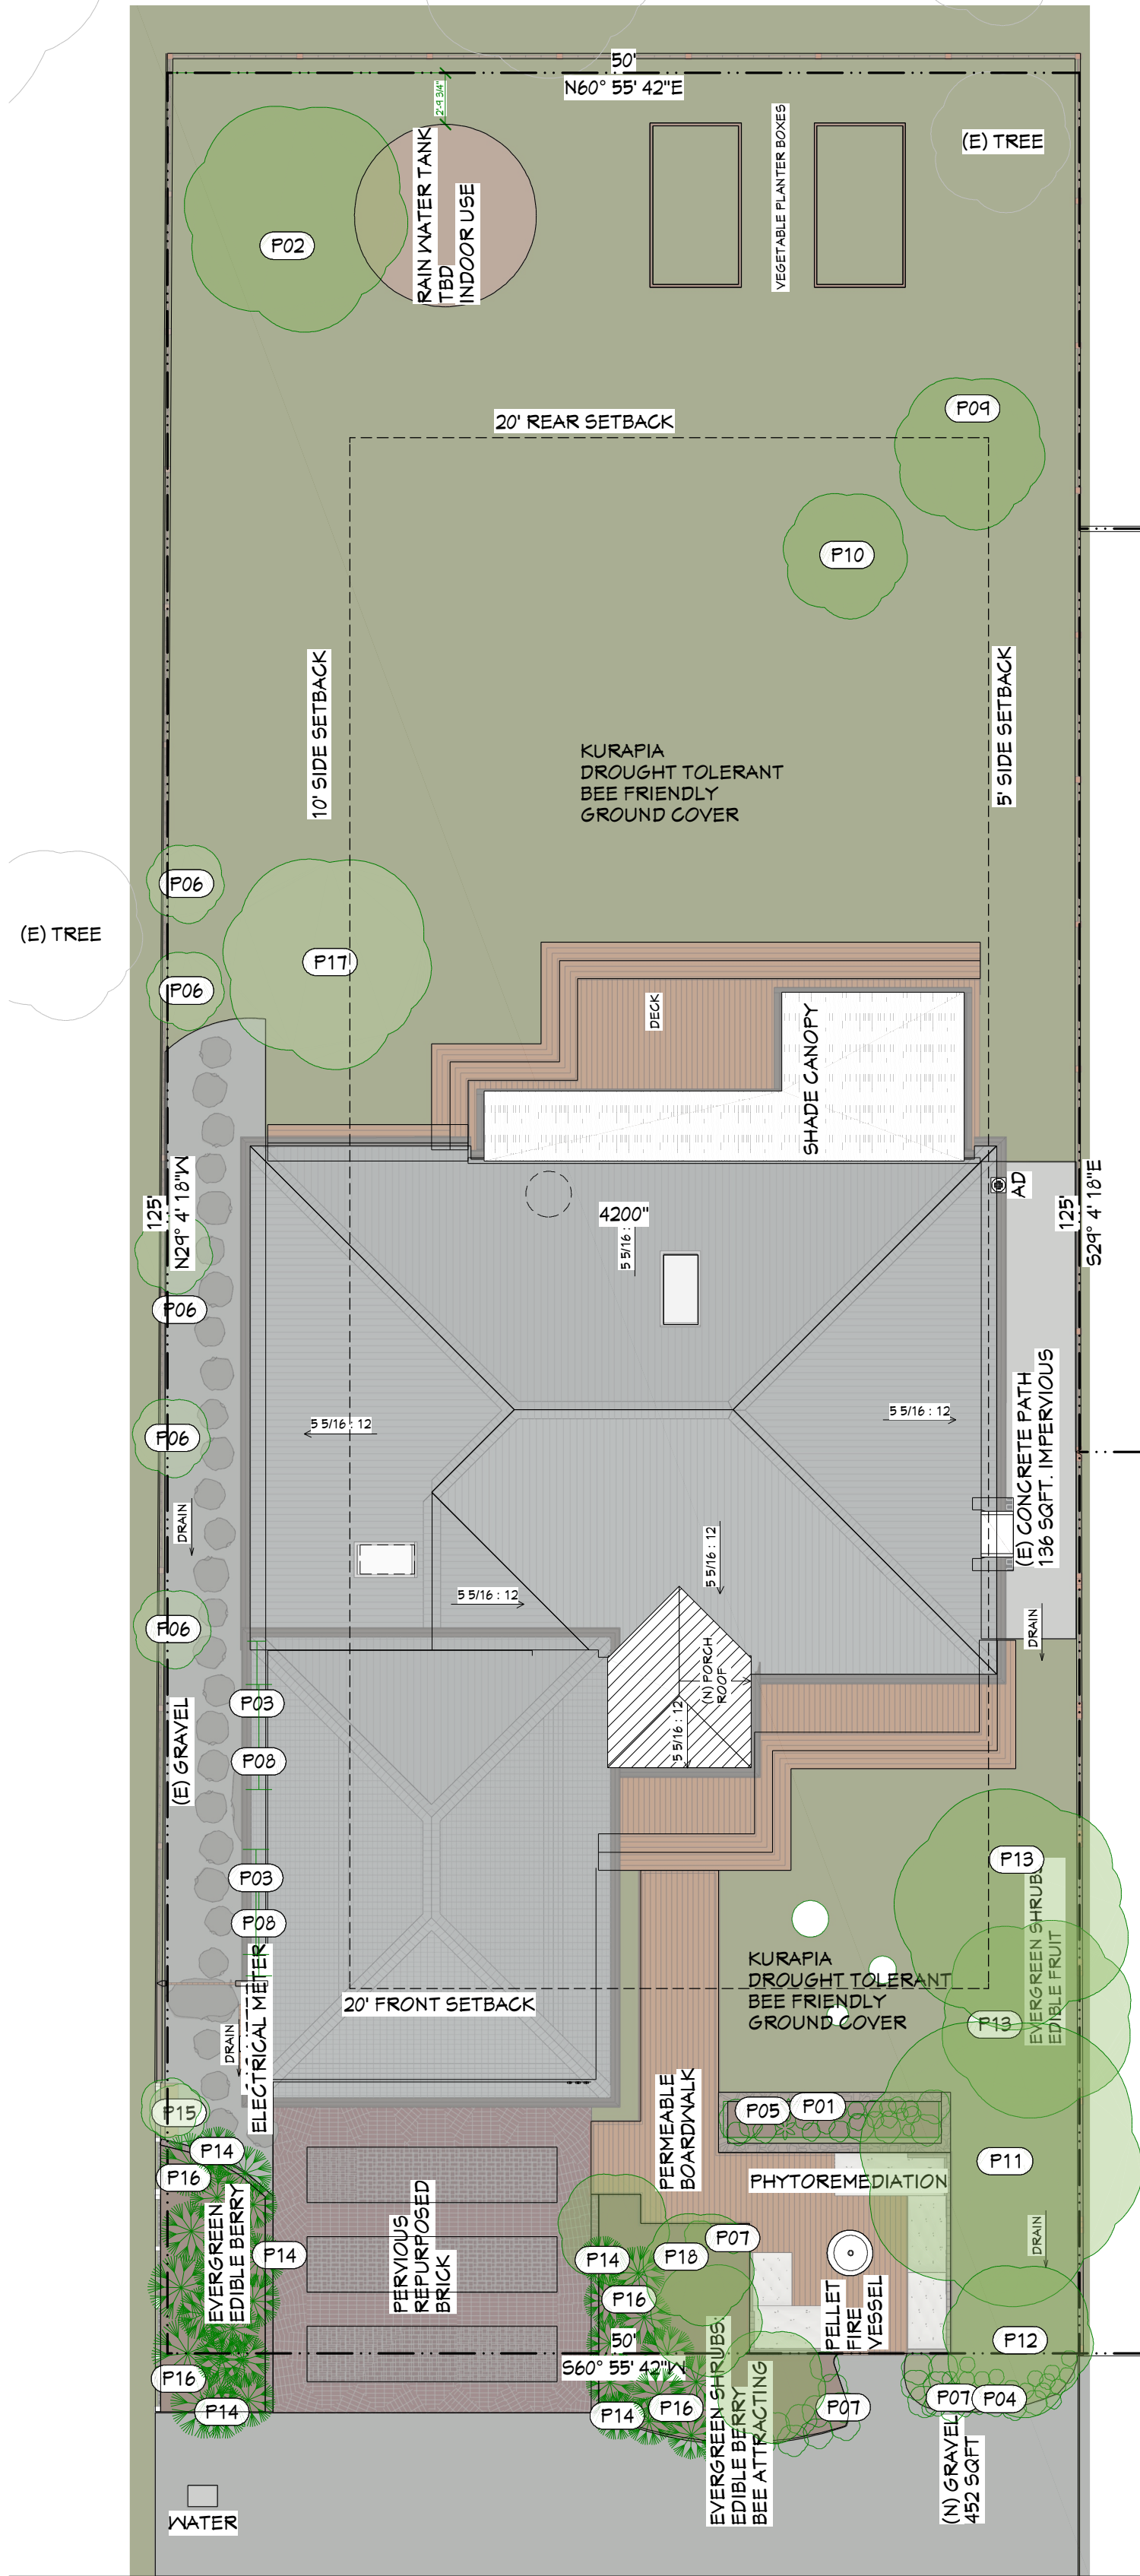 50'
N60° 55' 42"E
2'-9 3/4"
RAIN WATER TANK
TBD
INDOOR USE
VEGETABLE PLANTER BOXES
(E) TREE
P02
P09
20' REAR SETBACK
P10
10' SIDE SETBACK
5' SIDE SETBACK
KURAPIA
DROUGHT TOLERANT
BEE FRIENDLY
GROUND COVER
P06
(E) TREE
P17
P06
DECK
SHADE CANOPY
125'
N29° 4' 18"W
4200"
5 5/16 :
AD
125'
S29° 4' 18"E
P06
5 5/16 : 12
5 5/16 : 12
P06
(E) CONCRETE PATH
136 SQFT. IMPERVIOUS
DRAIN
5 5/16 : 12
5 5/16 : 12
P06
DRAIN
(N) PORCH
ROOF
5 5/16 : 12
P03
(E) GRAVEL
P08
P13
EVERGREEN SHRUBS
EDIBLE FRUIT
P03
P08
KURAPIA
DROUGHT TOLERANT
BEE FRIENDLY
GROUND COVER
20' FRONT SETBACK
P13
ELECTRICAL METER
DRAIN
P15
P05
P01
PERMEABLE
BOARDWALK
P14
P16
PHYTOREMEDIATION
P11
EVERGREEN
EDIBLE BERRY
PERVIOUS
REPURPOSED
BRICK
P14
P14
P18
P07
DRAIN
P16
PELLET
FIRE
VESSEL
P12
50'
S60° 55' 42"W
P16
P14
P14
P16
EVERGREEN SHRUBS:
EDIBLE BERRY
BEE ATTRACTING
P07
P07
P04
(N) GRAVEL
452 SQFT
WATER